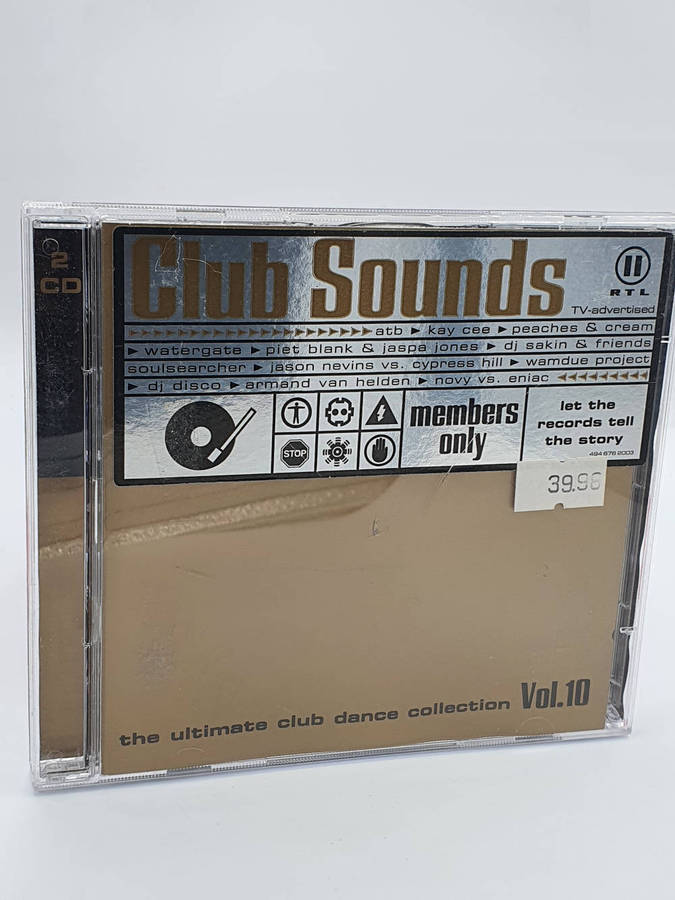 2
CD
Club Sounds
II
RTL
TV-advertised
atb ► kay cee ► peaches & cream
► watergate ► piet blank & jaspa jones ► dj sakin & friends
soulsearcher ► jason nevins vs. cypress hill ► wamdue project
► dj disco ► armand van helden ► novy vs. eniac
STOP
members
only
let the
records tell
the story
494 676 2003
39.98
the ultimate club dance collection Vol.10